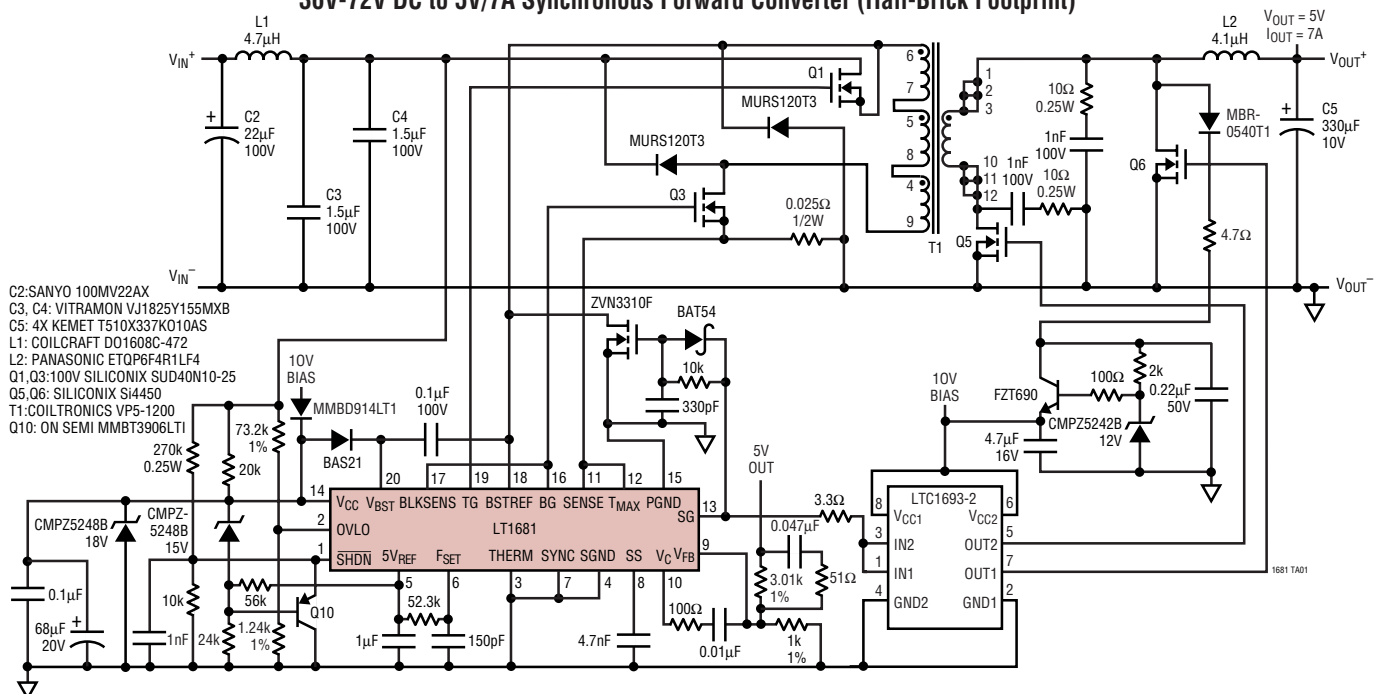 36V-72V DC to 5V/7A Synchronous Forward Converter (Half-Brick Footprint)
L1
4.7µH
VIN+
C2
22µF
100V
C3
1.5µF
100V
C4
1.5µF
100V
VIN−
Q1
MURS120T3
MURS120T3
Q3
0.025Ω
1/2W
6
7
5
8
4
9
T1
1
2
3
10
11
12
1nF
100V
10Ω
0.25W
10Ω
0.25W
1nF
100V
Q5
Q6
MBR-
0540T1
4.7Ω
L2
4.1µH
VOUT = 5V
IOUT = 7A
VOUT+
C5
330µF
10V
VOUT−
C2:SANYO 100MV22AX
C3, C4: VITRAMON VJ1825Y155MXB
C5: 4X KEMET T510X337KO10AS
L1: COILCRAFT DO1608C-472
L2: PANASONIC ETQP6F4R1LF4
Q1,Q3:100V SILICONIX SUD40N10-25
Q5,Q6: SILICONIX Si4450
T1:COILTRONICS VP5-1200
Q10: ON SEMI MMBT3906LTI
10V
BIAS
MMBD914LT1
BAS21
0.1µF
100V
270k
0.25W
20k
73.2k
1%
ZVN3310F
BAT54
10k
330pF
14
2
1
20
17
19
18
16
11
12
15
13
9
VCC VBST BLKSENS TG BSTREF BG SENSE TMAX PGND
SG
OVLO
LT1681
SHDN 5VREF FSET THERM SYNC SGND SS VC VFB
5
6
3
7
4
8
10
CMPZ5248B
18V
CMPZ-
5248B
15V
0.1µF
68µF
20V
10k
1nF
24k
56k
1.24k
1%
Q10
52.3k
1µF
150pF
4.7nF
100Ω
0.01µF
5V
OUT
0.047µF
3.01k
1%
51Ω
1k
1%
3.3Ω
10V
BIAS
FZT690
100Ω
2k
0.22µF
50V
4.7µF
16V
CMPZ5242B
12V
8
LTC1693-2
6
VCC1
VCC2
3
IN2
OUT2
5
1
IN1
OUT1
7
4
GND2
GND1
2
1681 TA01